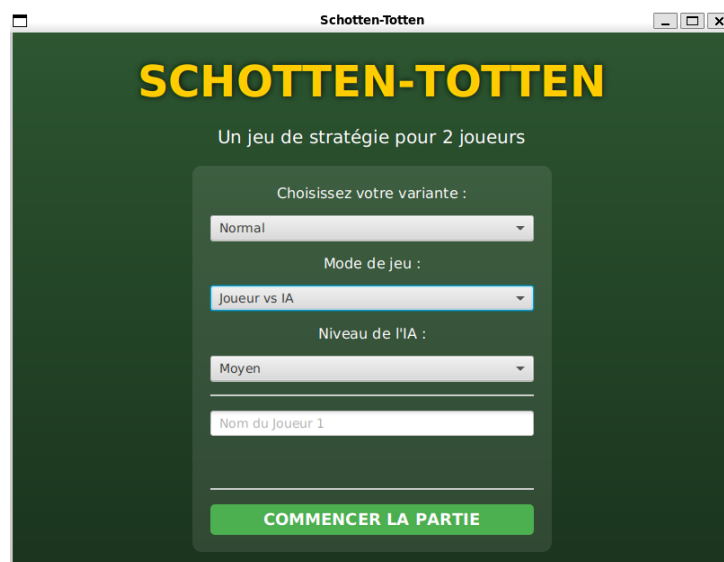 Schotten-Totten
SCHOTTEN-TOTTEN
Un jeu de stratégie pour 2 joueurs
Choisissez votre variante :
Normal
Mode de jeu :
Joueur vs IA
Niveau de l'IA :
Moyen
Nom du Joueur 1
COMMENCER LA PARTIE